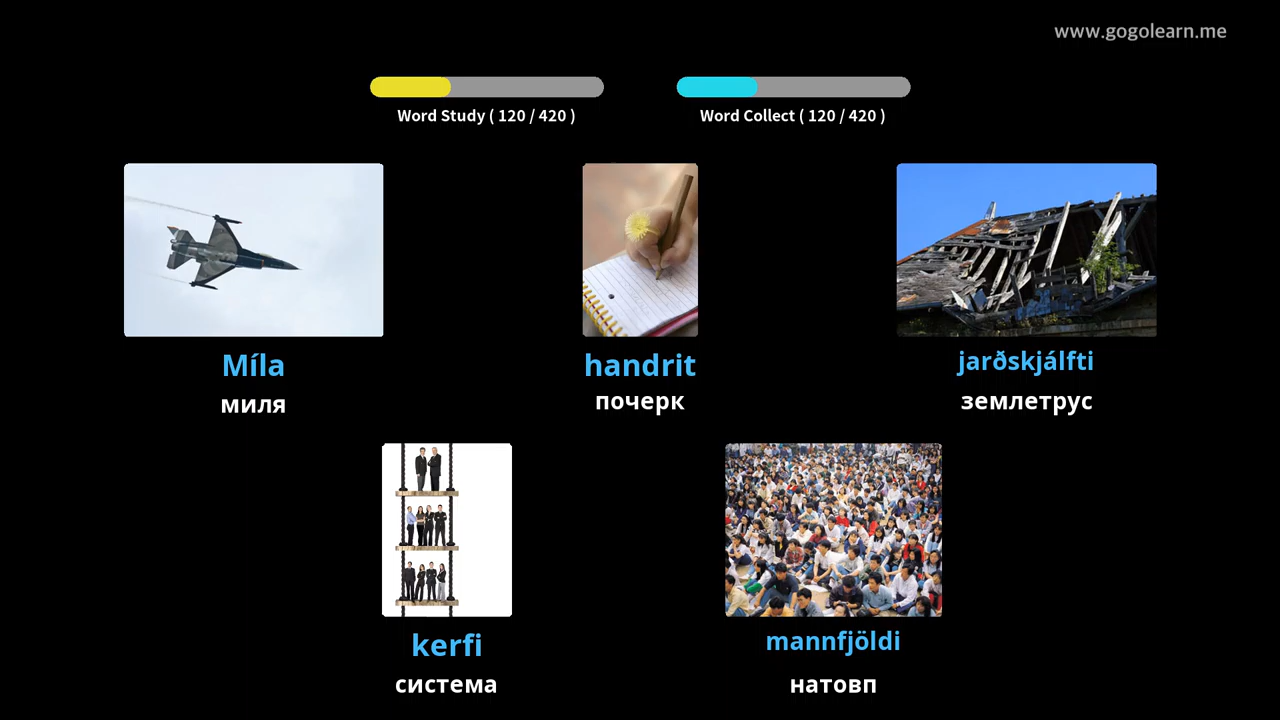 www.gogolearn.me
Word Study ( 120 / 420 )
Word Collect ( 120 / 420 )
Míla
миля
handrit
почерк
jarðskjálfti
землетрус
kerfi
система
mannfjöldi
натовп